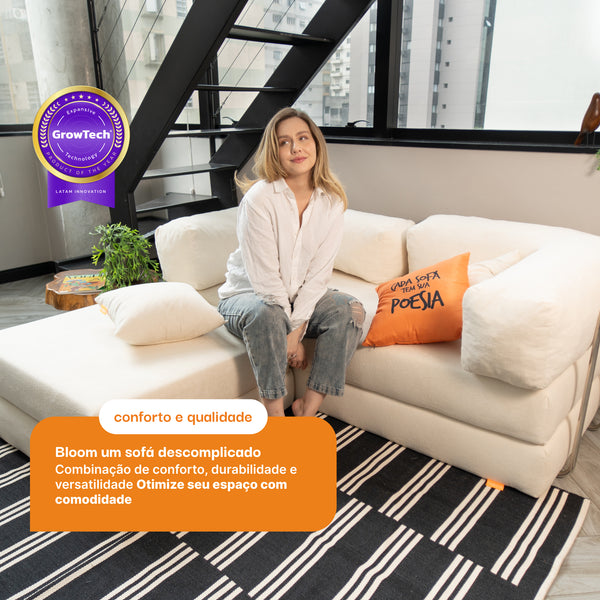 Expansive
GrowTech®
Technology
PRODUCT OF THE YEAR
LATAM INNOVATION
CADA SOFÁ
TEM SUA
POESIA
conforto e qualidade
Bloom um sofá descomplicado
Combinação de conforto, durabilidade e
versatilidade Otimize seu espaço com
comodidade